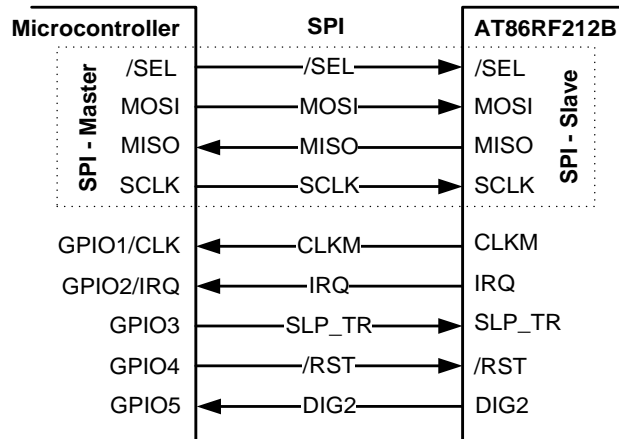 Microcontroller SPI AT86RF212B
/SEL /SEL /SEL
MOSI MOSI MOSI
MISO MISO MISO
SCLK SCLK SCLK
SPI - Master
SPI - Slave
GPIO1/CLK CLKM CLKM
GPIO2/IRQ IRQ IRQ
GPIO3 SLP_TR SLP_TR
GPIO4 /RST /RST
GPIO5 DIG2 DIG2